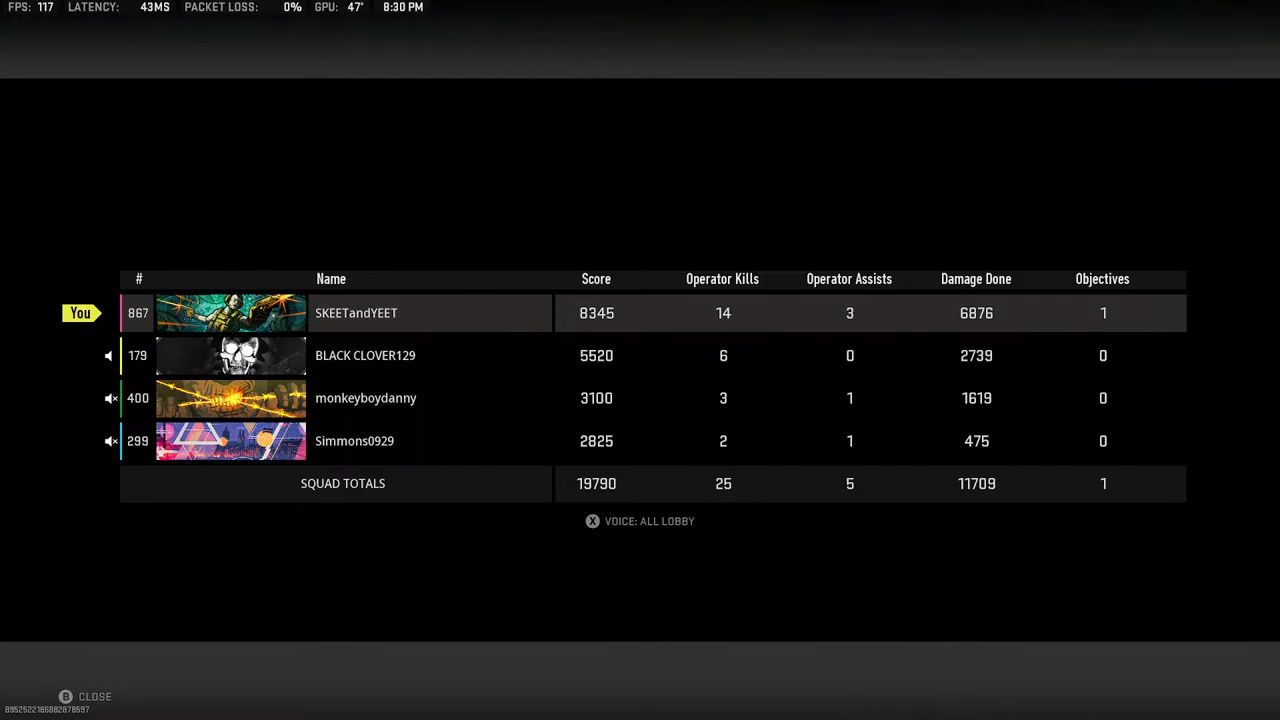 FPS: 117 LATENCY: 43MS PACKET LOSS: 0% GPU: 47° 8:30 PM
# Name Score Operator Kills Operator Assists Damage Done Objectives
You 867 SKEETandYEET 8345 14 3 6876 1
179 BLACK CLOVER129 5520 6 0 2739 0
400 monkeyboydanny 3100 3 1 1619 0
299 Simmons0929 2825 2 1 475 0
SQUAD TOTALS 19790 25 5 11709 1
X VOICE: ALL LOBBY
B CLOSE